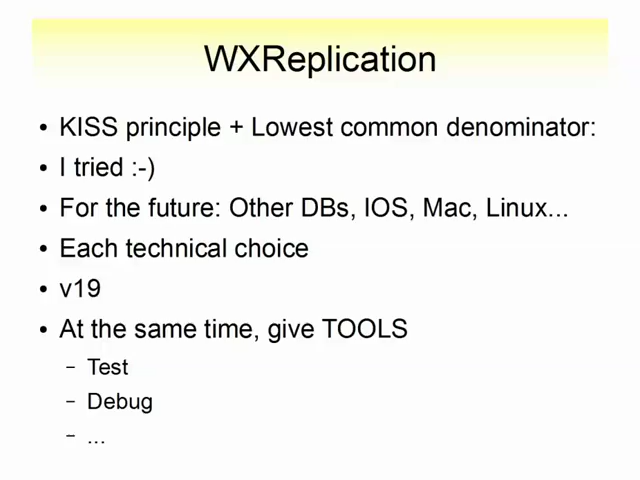 WXReplication
• KISS principle + Lowest common denominator:
• I tried :-)
• For the future: Other DBs, IOS, Mac, Linux...
• Each technical choice
• v19
• At the same time, give TOOLS
– Test
– Debug
– ...